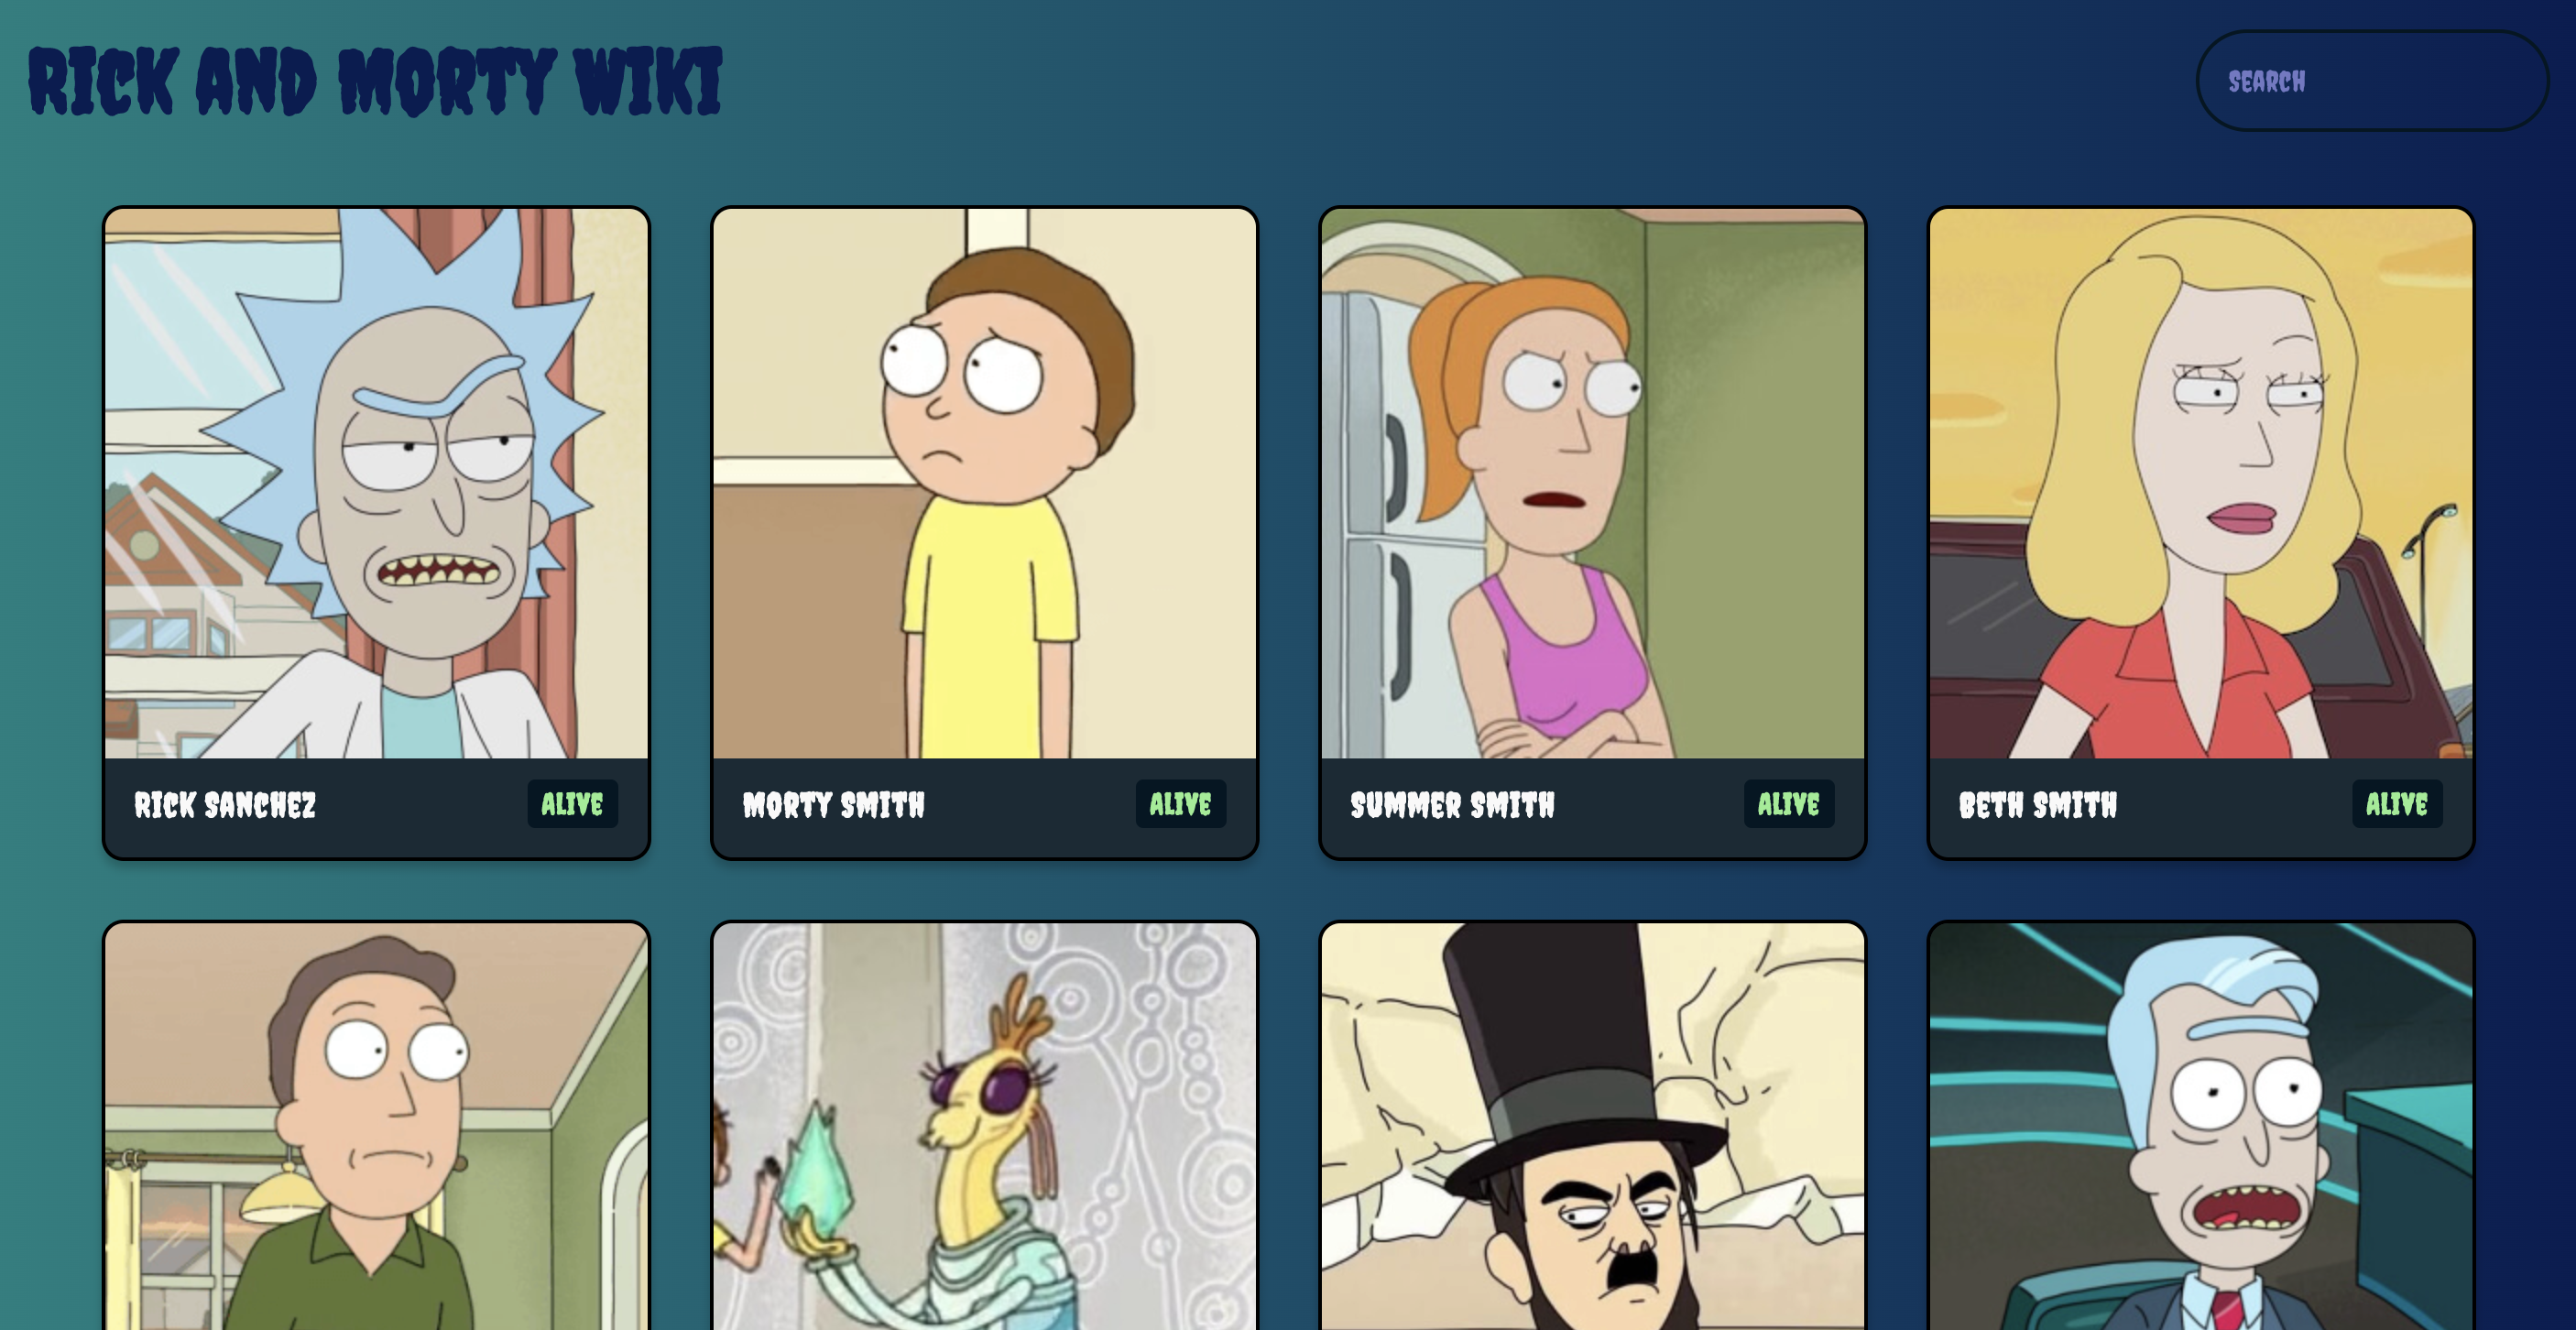 RICK AND MORTY WIKI
SEARCH
RICK SANCHEZ
ALIVE
MORTY SMITH
ALIVE
SUMMER SMITH
ALIVE
BETH SMITH
ALIVE